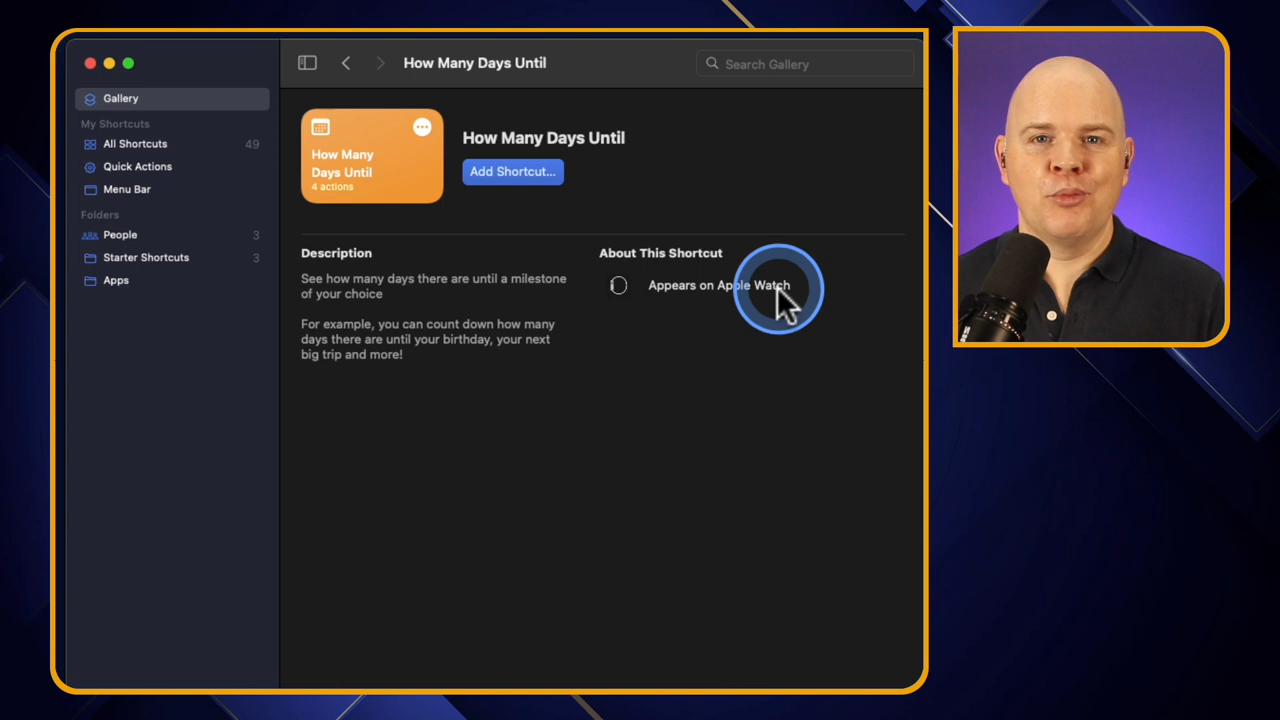 How Many Days Until
Search Gallery
Gallery
My Shortcuts
All Shortcuts 49
Quick Actions
Menu Bar
Folders
People 3
Starter Shortcuts 3
Apps
How Many
Days Until
4 actions
How Many Days Until
Add Shortcut...
Description
See how many days there are until a milestone
of your choice
For example, you can count down how many
days there are until your birthday, your next
big trip and more!
About This Shortcut
Appears on Apple Watch